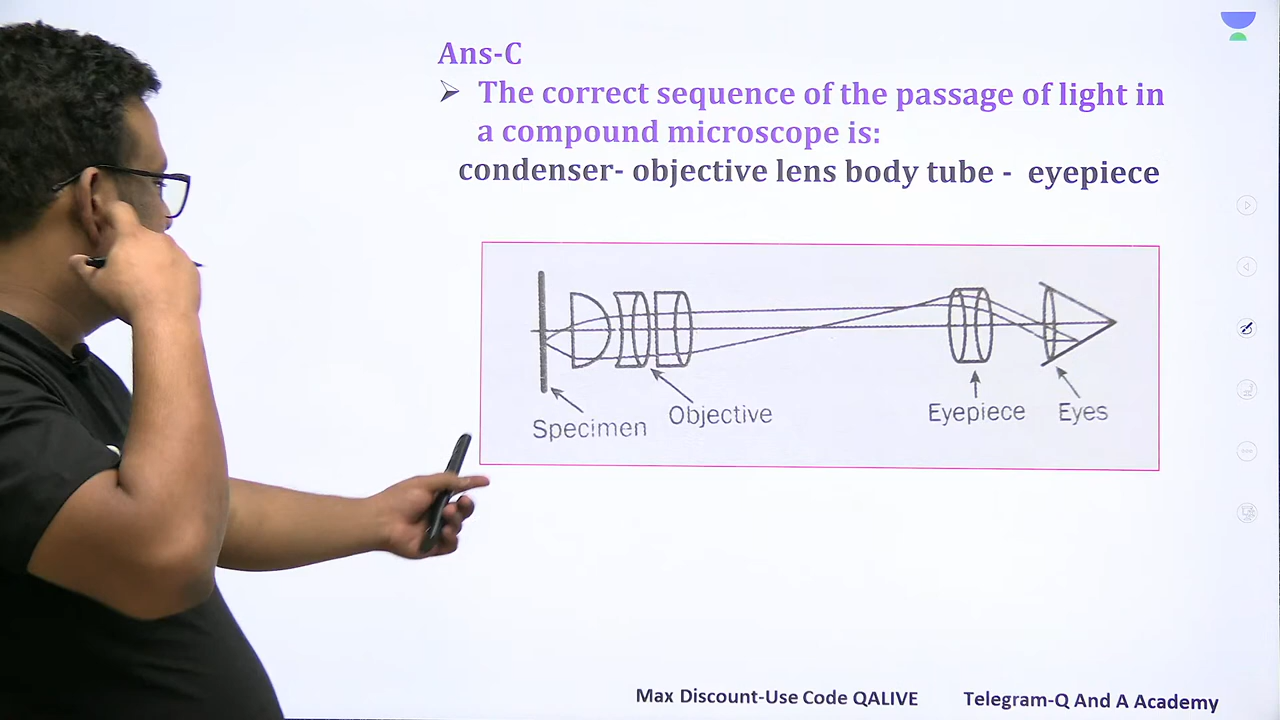 Ans-C
➢ The correct sequence of the passage of light in
a compound microscope is:
condenser- objective lens body tube - eyepiece
Specimen
Objective
Eyepiece
Eyes
Max Discount-Use Code QALIVE
Telegram-Q And A Academy